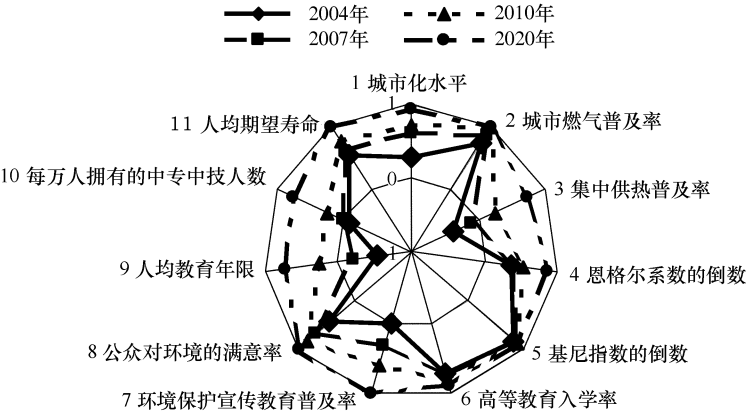 2004年
2010年
2007年
2020年
1 城市化水平
1
11 人均期望寿命
2 城市燃气普及率
10 每万人拥有的中专中技人数
0
3 集中供热普及率
1
9 人均教育年限
4 恩格尔系数的倒数
8 公众对环境的满意率
5 基尼指数的倒数
7 环境保护宣传教育普及率
6 高等教育入学率